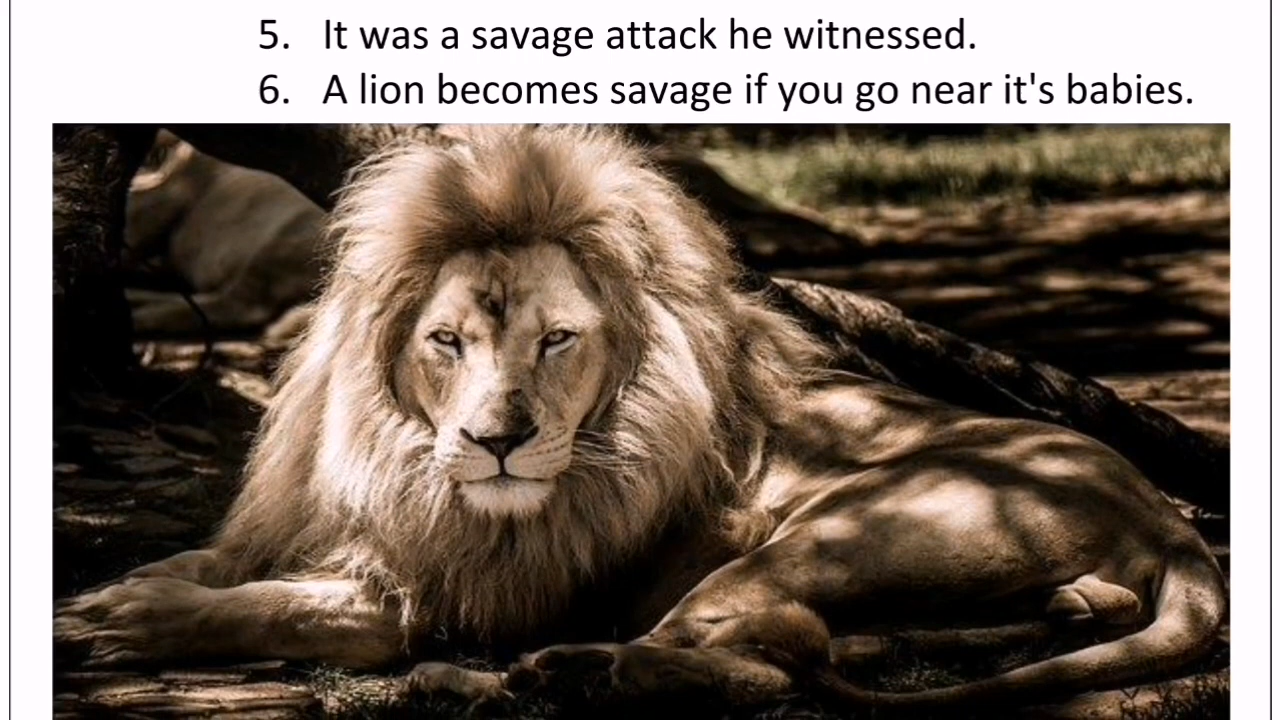 5. It was a savage attack he witnessed.
6. A lion becomes savage if you go near it's babies.